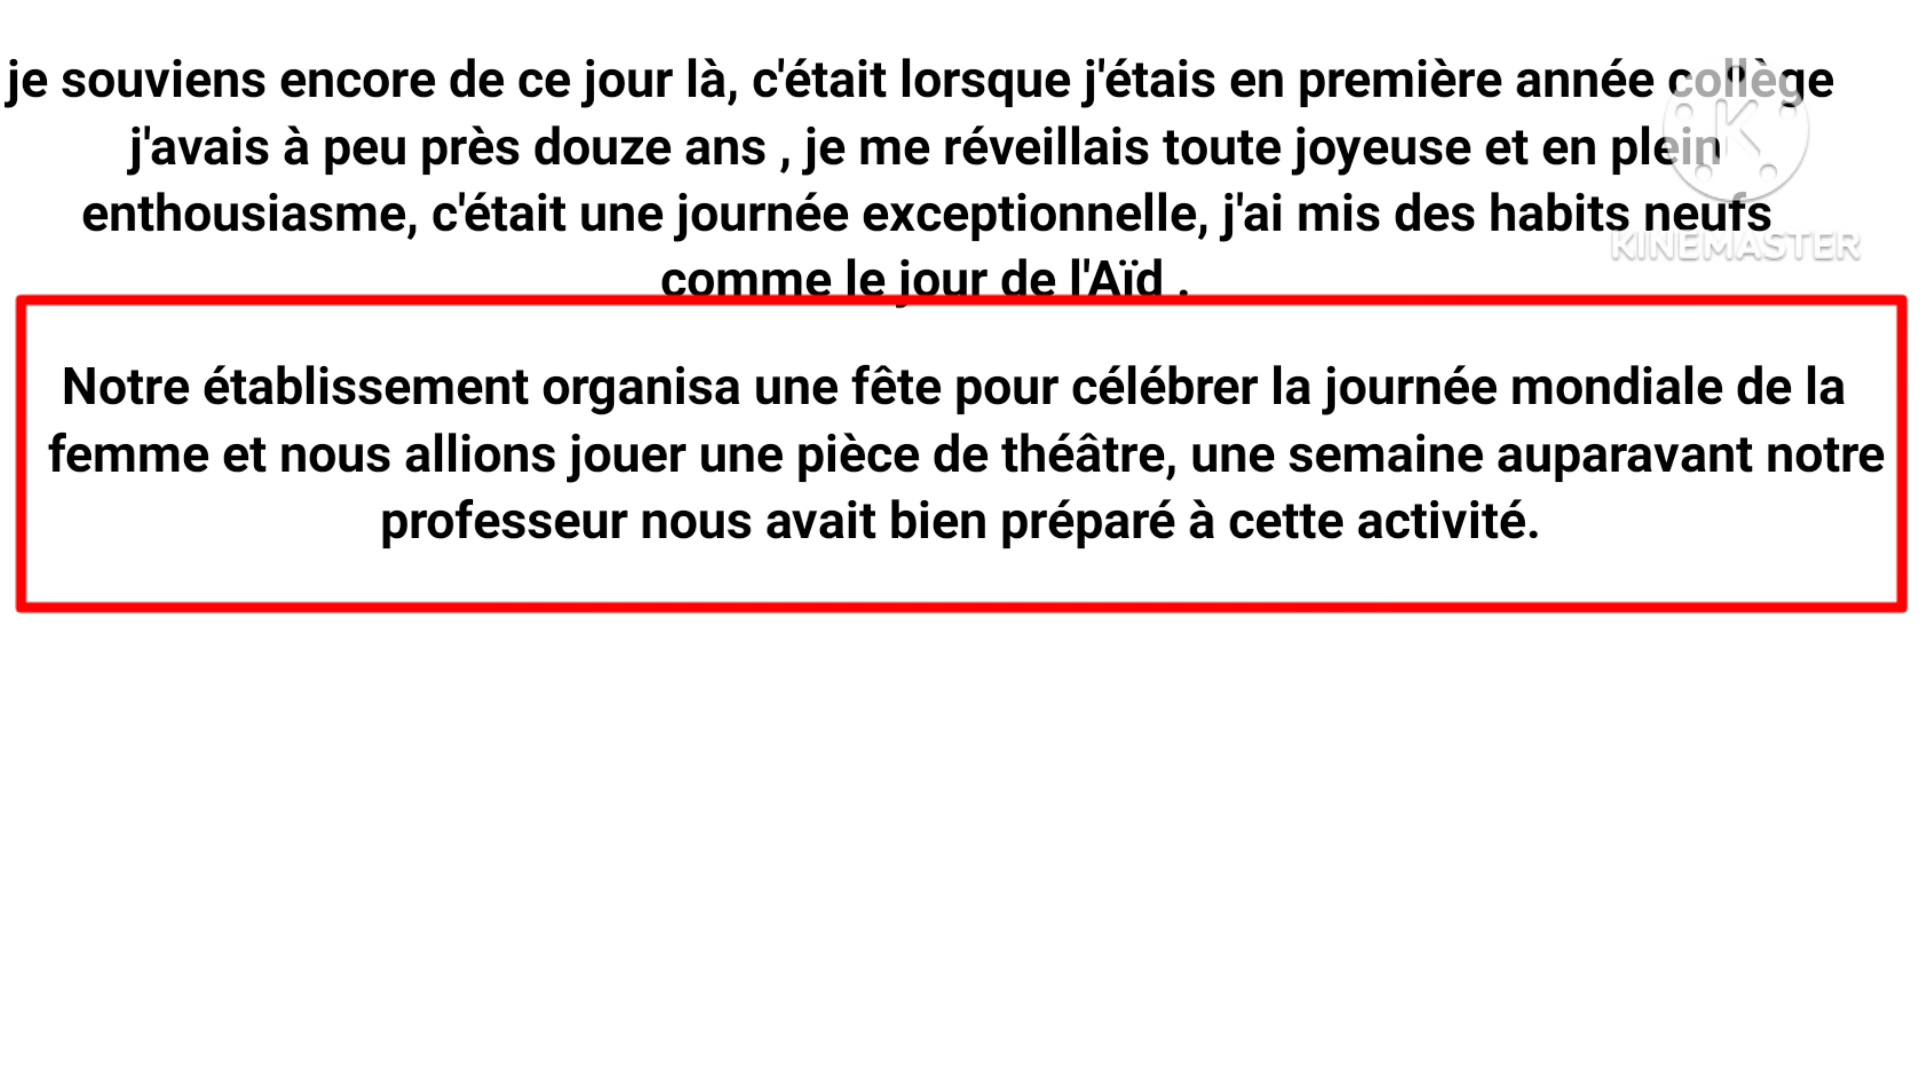 je souviens encore de ce jour là, c'était lorsque j'étais en première année collège
j'avais à peu près douze ans , je me réveillais toute joyeuse et en plein
enthousiasme, c'était une journée exceptionnelle, j'ai mis des habits neufs
KINEMASTER
comme le jour de l'Aïd .
Notre établissement organisa une fête pour célébrer la journée mondiale de la
femme et nous allions jouer une pièce de théâtre, une semaine auparavant notre
professeur nous avait bien préparé à cette activité.